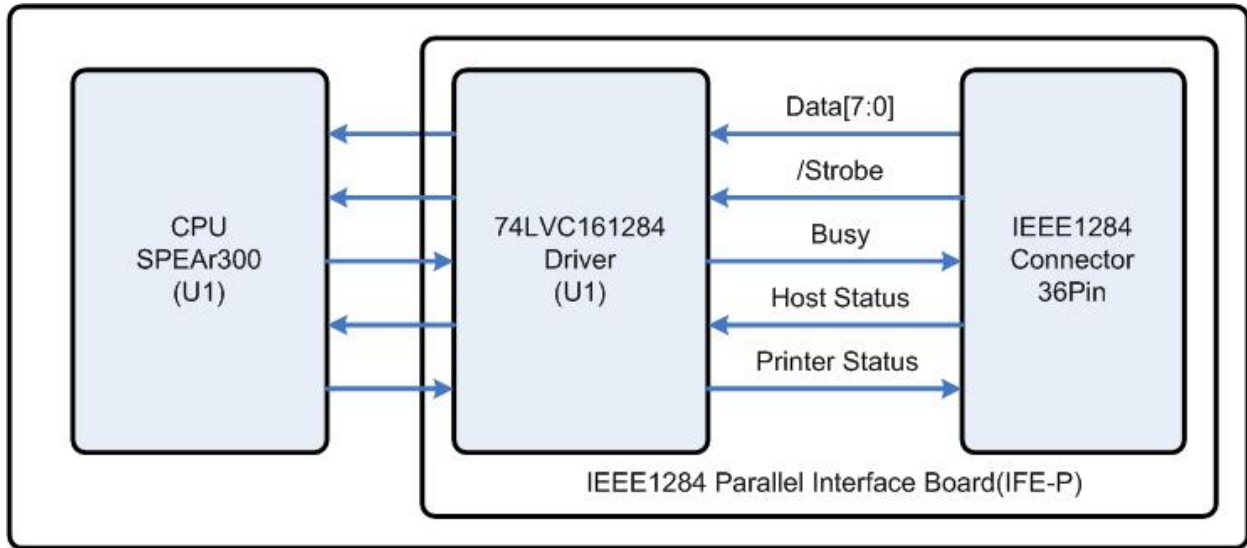 CPU
SPEAr300
(U1)
74LVC161284
Driver
(U1)
Data[7:0]
/Strobe
Busy
Host Status
Printer Status
IEEE1284
Connector
36Pin
IEEE1284 Parallel Interface Board(IFE-P)